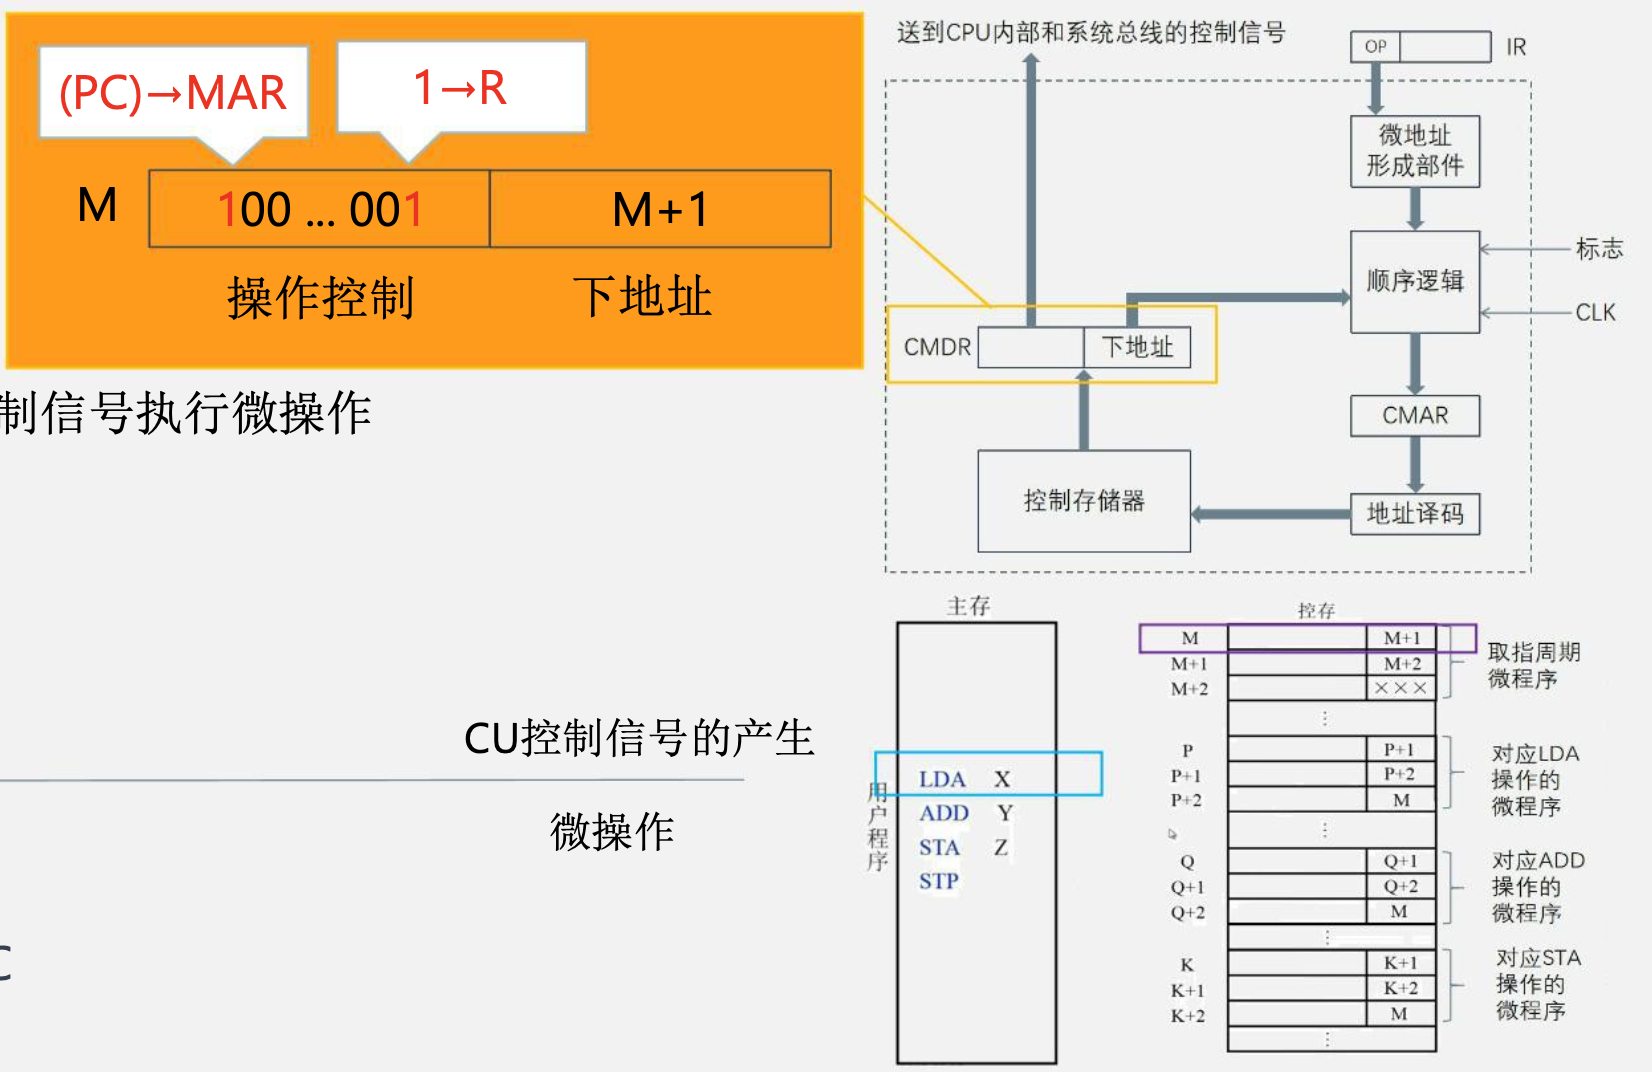 (PC)→MAR
1→R
M
100 ... 001
M+1
操作控制
下地址
制信号执行微操作
CU控制信号的产生
微操作
C
送到CPU内部和系统总线的控制信号
OP
IR
微地址
形成部件
标志
顺序逻辑
CLK
CMDR
下地址
CMAR
控制存储器
地址译码
主存
用户程序
LDA X
ADD Y
STA Z
STP
控存
M M+1
M+1 M+2
M+2 ×××
取指周期
微程序
⋮
P P+1
P+1 P+2
P+2 M
对应LDA
操作的
微程序
⋮
Q Q+1
Q+1 Q+2
Q+2 M
对应ADD
操作的
微程序
⋮
K K+1
K+1 K+2
K+2 M
对应STA
操作的
微程序
⋮